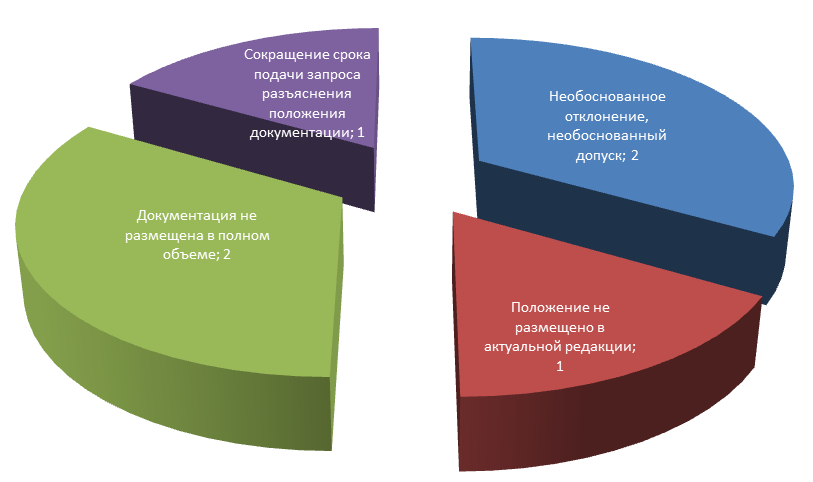 Сокращение срока
подачи запроса
разъяснения
положения
документации; 1
Необоснованное
отклонение,
необоснованный
допуск; 2
Документация не
размещена в полном
объеме; 2
Положение не
размещено в
актуальной редакции;
1